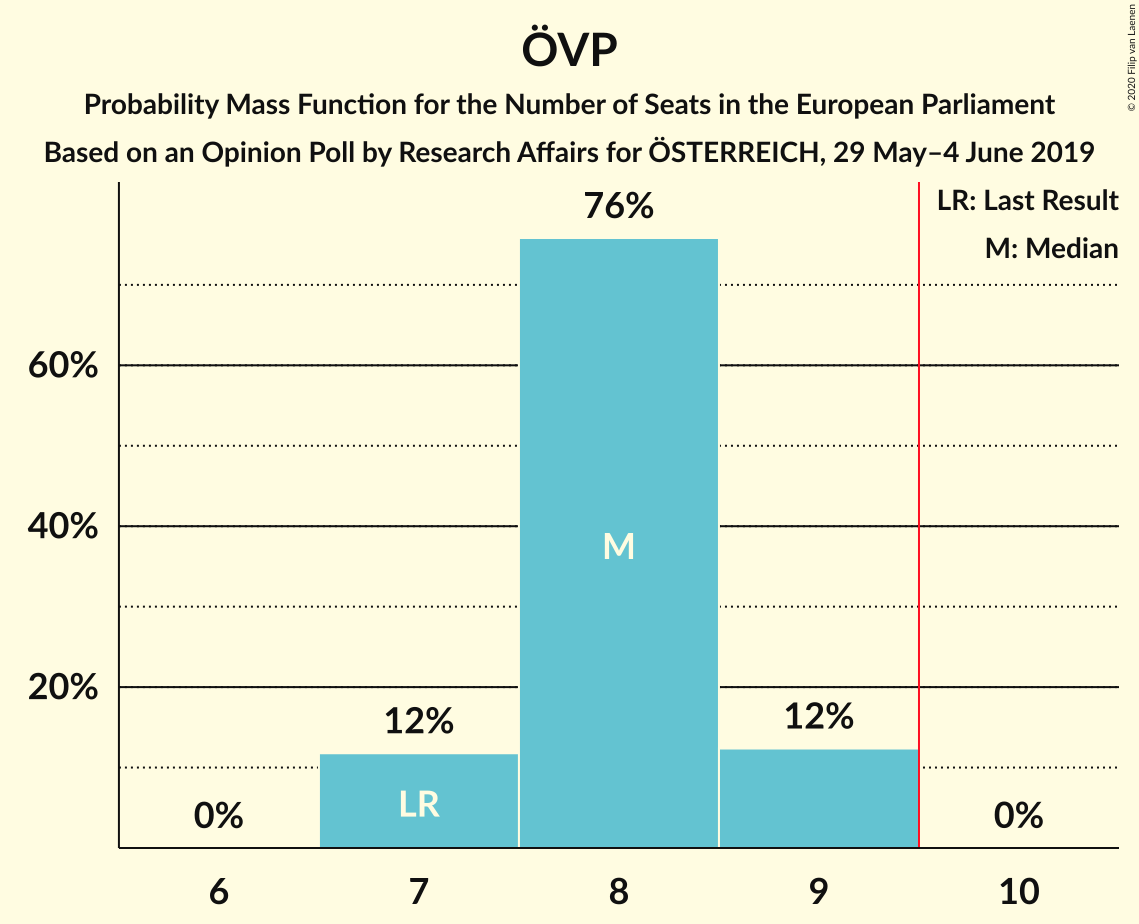 ÖVP
Probability Mass Function for the Number of Seats in the European Parliament
Based on an Opinion Poll by Research Affairs for ÖSTERREICH, 29 May–4 June 2019
© 2020 Filip van Laenen
LR: Last Result
M: Median
76%
60%
40%
M
20%
12%
12%
LR
0%
0%
6
7
8
9
10